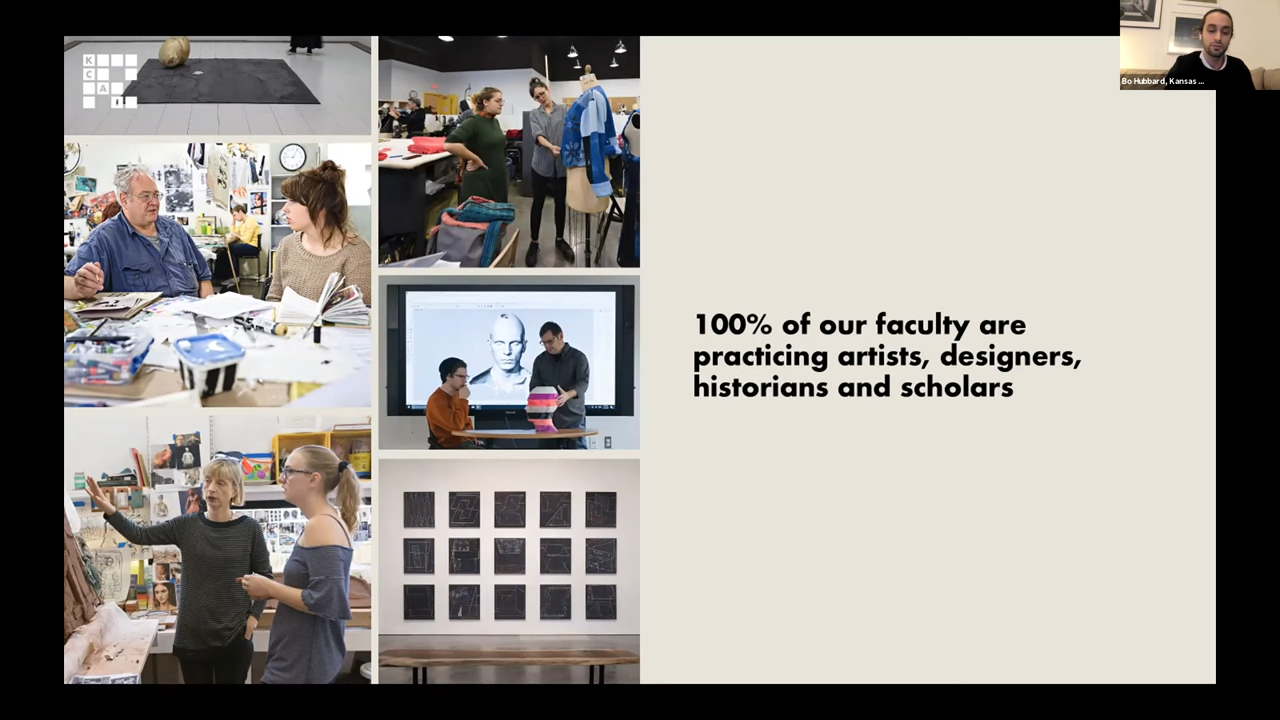 K
C
A I
Bo Hubbard, Kansas ...
100% of our faculty are
practicing artists, designers,
historians and scholars